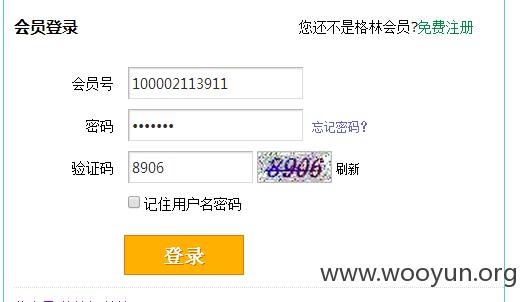 会员登录 您还不是格林会员?免费注册
会员号 100002113911
密码 ••••••• 忘记密码?
验证码 8906 8906 刷新
记住用户名密码
登录
www.wooyun.org